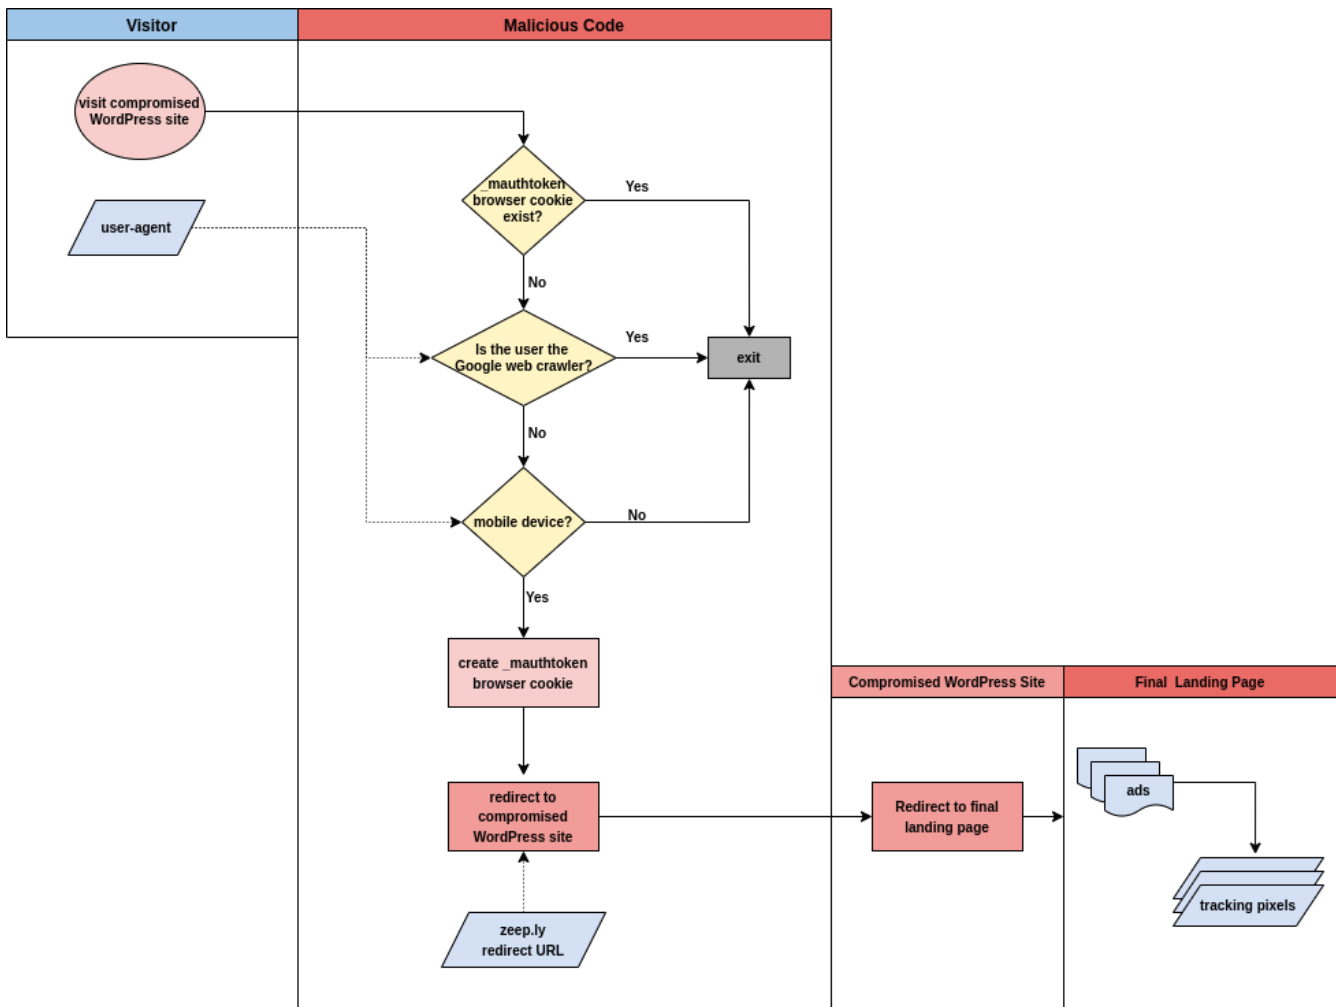 Visitor
Malicious Code
visit compromised
WordPress site
_mauthtoken
browser cookie
exist?
Yes
user-agent
No
Is the user the
Google web crawler?
Yes
exit
No
mobile device?
No
Yes
create _mauthtoken
browser cookie
Compromised WordPress Site
Final Landing Page
redirect to
compromised
WordPress site
Redirect to final
landing page
ads
tracking pixels
zeep.ly
redirect URL